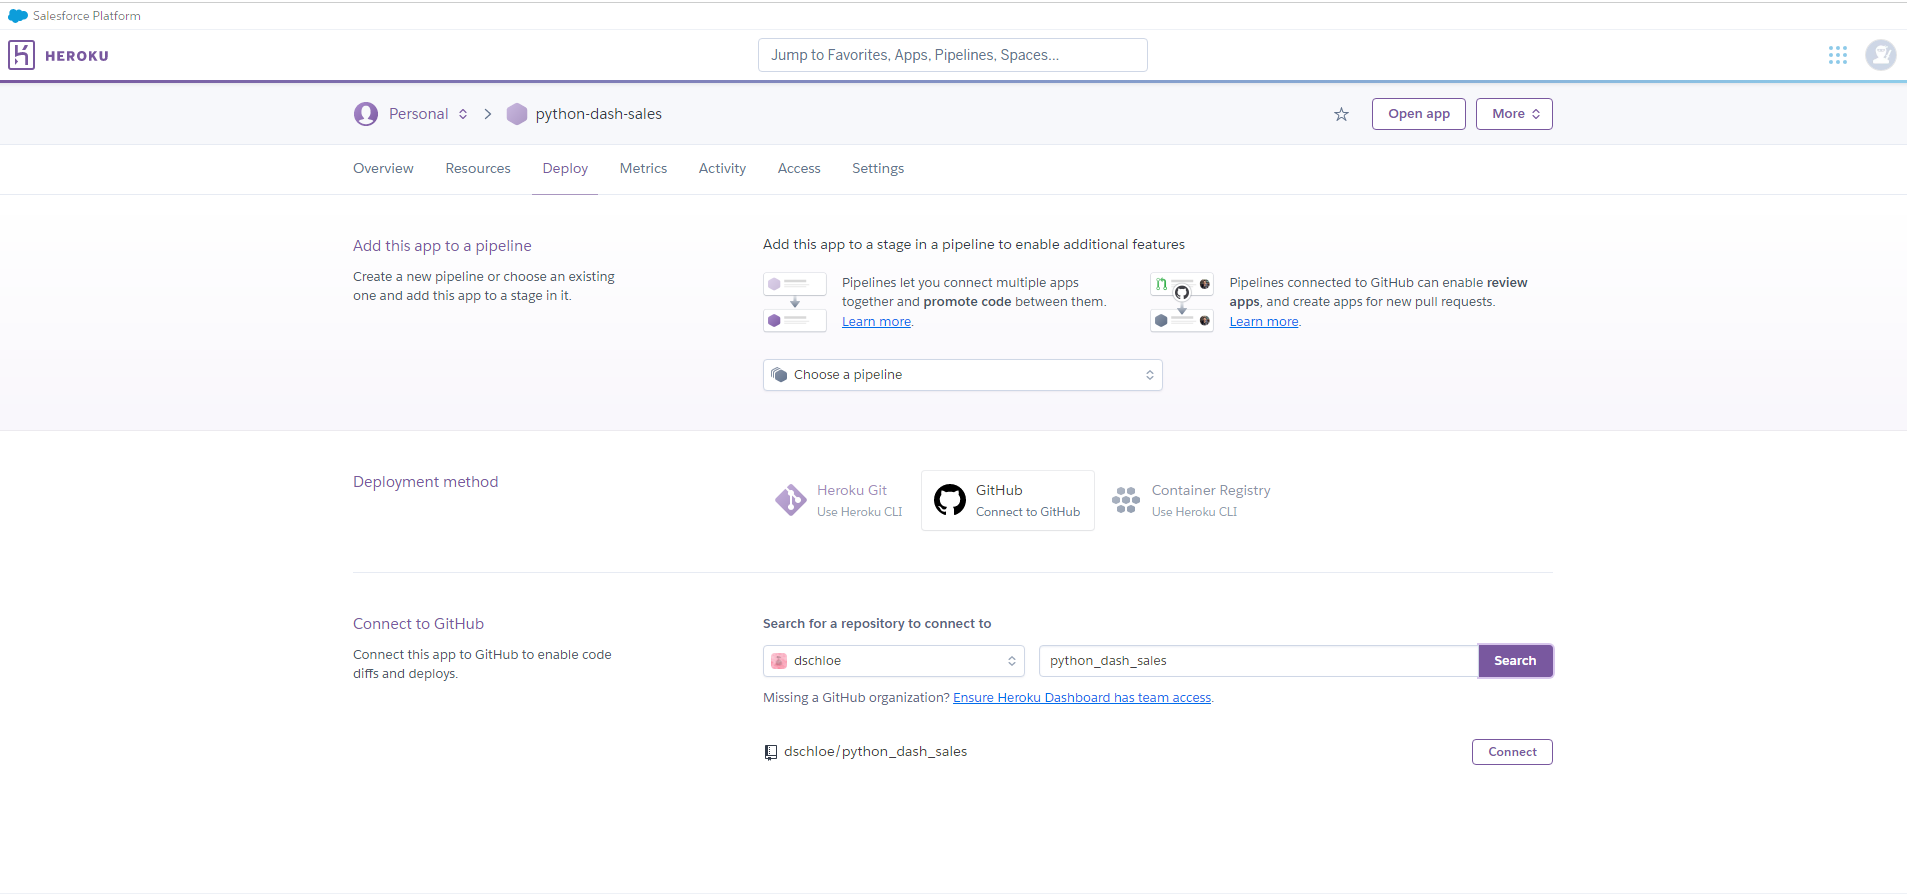 Salesforce Platform
HEROKU
Jump to Favorites, Apps, Pipelines, Spaces...
Personal
python-dash-sales
Open app
More
Overview
Resources
Deploy
Metrics
Activity
Access
Settings
Add this app to a pipeline
Create a new pipeline or choose an existing
one and add this app to a stage in it.
Add this app to a stage in a pipeline to enable additional features
Pipelines let you connect multiple apps
together and promote code between them.
Learn more.
Pipelines connected to GitHub can enable review
apps, and create apps for new pull requests.
Learn more.
Choose a pipeline
Deployment method
Heroku Git
Use Heroku CLI
GitHub
Connect to GitHub
Container Registry
Use Heroku CLI
Connect to GitHub
Connect this app to GitHub to enable code
diffs and deploys.
Search for a repository to connect to
dschloe
python_dash_sales
Search
Missing a GitHub organization? Ensure Heroku Dashboard has team access.
dschloe/python_dash_sales
Connect